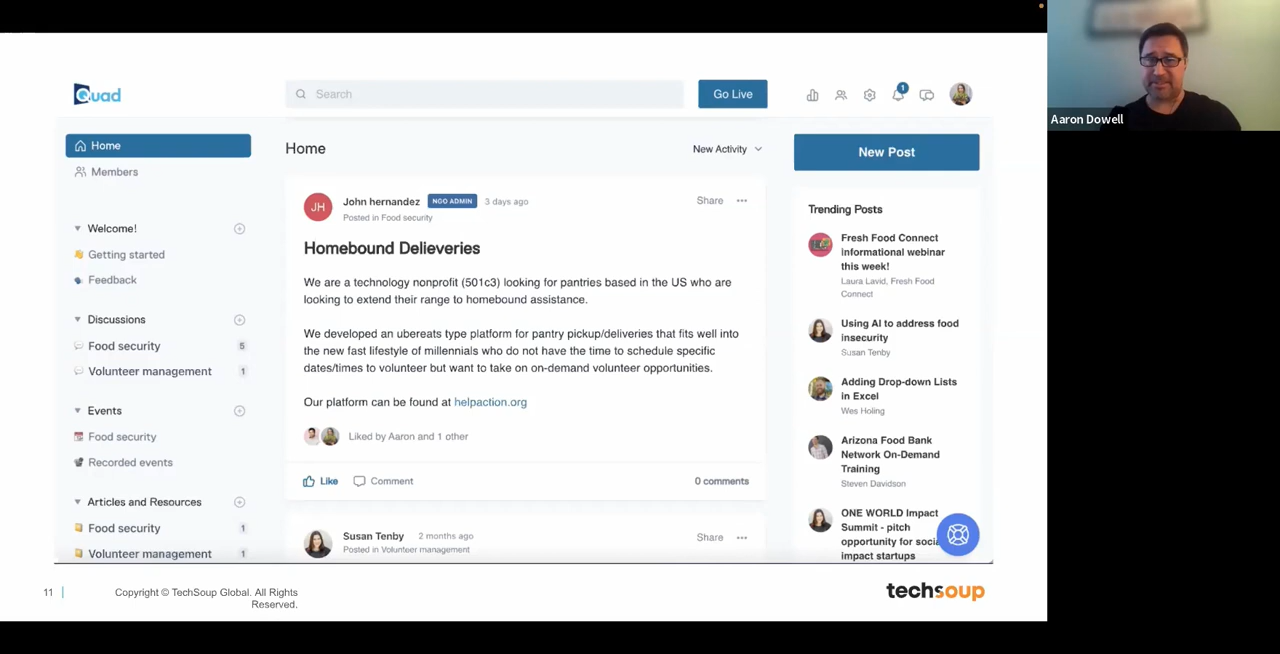 Quad
Search
Go Live
1
Aaron Dowell
Home
Members
Welcome!
Getting started
Feedback
Discussions
Food security 5
Volunteer management 1
Events
Food security
Recorded events
Articles and Resources
Food security 1
Volunteer management 1
Home
New Activity
JH
John hernandez NGO ADMIN 3 days ago
Posted in Food security
Share
Homebound Delieveries
We are a technology nonprofit (501c3) looking for pantries based in the US who are
looking to extend their range to homebound assistance.
We developed an ubereats type platform for pantry pickup/deliveries that fits well into
the new fast lifestyle of millennials who do not have the time to schedule specific
dates/times to volunteer but want to take on on-demand volunteer opportunities.
Our platform can be found at helpaction.org
Liked by Aaron and 1 other
Like Comment 0 comments
Susan Tenby 2 months ago
Posted in Volunteer management
Share
New Post
Trending Posts
Fresh Food Connect
informational webinar
this week!
Laura Lavid, Fresh Food
Connect
Using AI to address food
insecurity
Susan Tenby
Adding Drop-down Lists
in Excel
Wes Holing
Arizona Food Bank
Network On-Demand
Training
Steven Davidson
ONE WORLD Impact
Summit - pitch
opportunity for
impact startups
11
Copyright © TechSoup Global. All Rights
Reserved.
techsoup